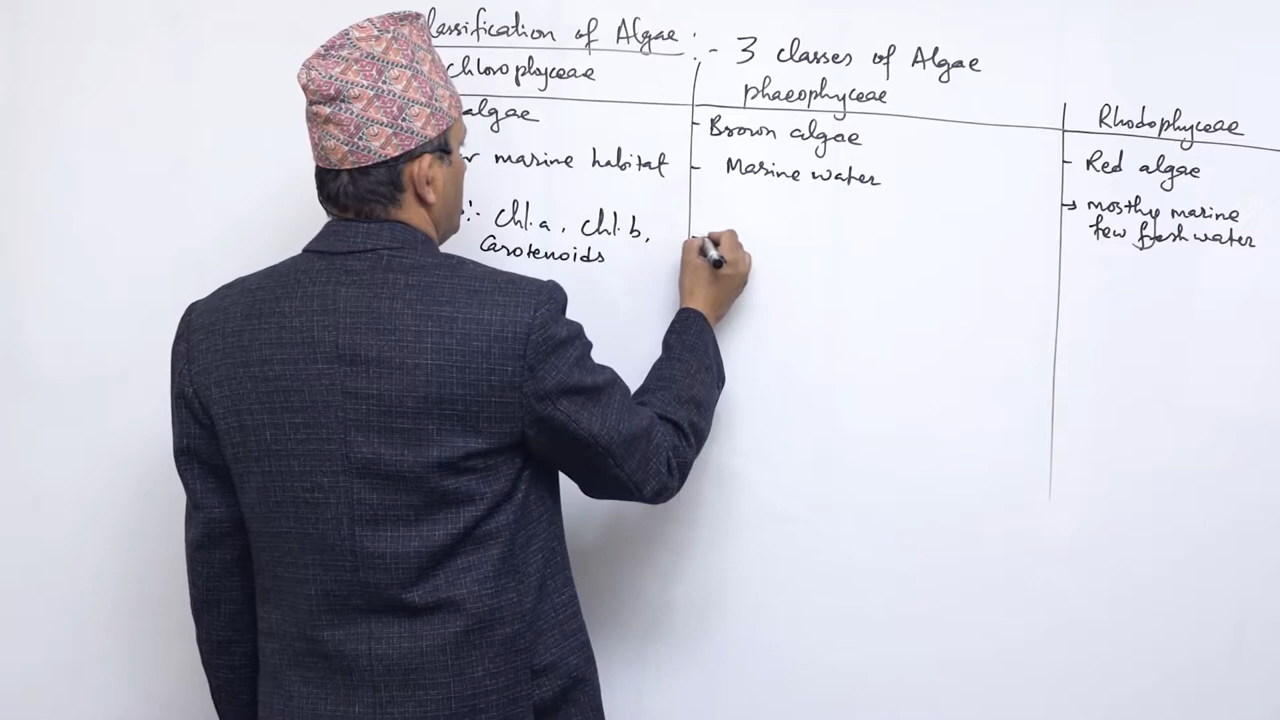 lassification of Algae :- 3 classes of Algae
chlorophyceae
algae
marine habitat
:- chl.a, chl.b,
Carotenoids
phaeophyceae
- Brown algae
- Marine water
Rhodophyceae
- Red algae
→ mosthy marine
few fresh water